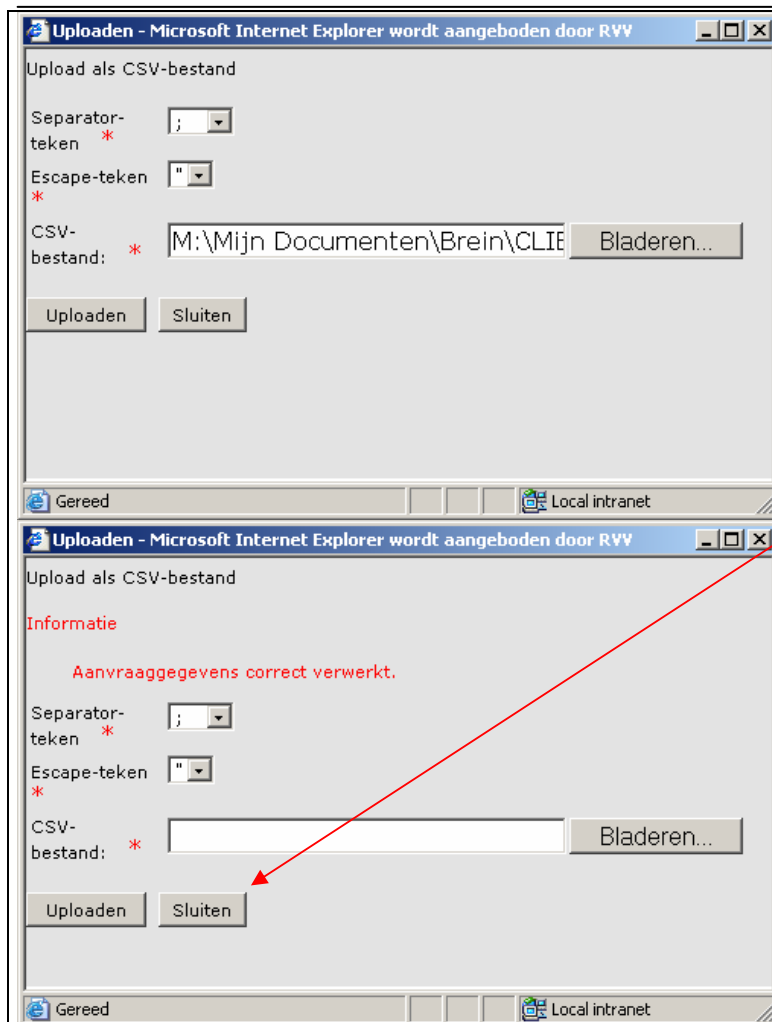 Uploaden - Microsoft Internet Explorer wordt aangeboden door RVV
Upload als CSV-bestand
Separator-
teken *
;
Escape-teken
*
"
CSV-
bestand: *
M:\Mijn Documenten\Brein\CLIE
Bladeren...
Uploaden Sluiten
Gereed Local intranet
Uploaden - Microsoft Internet Explorer wordt aangeboden door RVV
Upload als CSV-bestand
Informatie
Aanvraaggegevens correct verwerkt.
Separator-
teken *
;
Escape-teken
*
"
CSV-
bestand: *
Bladeren...
Uploaden Sluiten
Gereed Local intranet